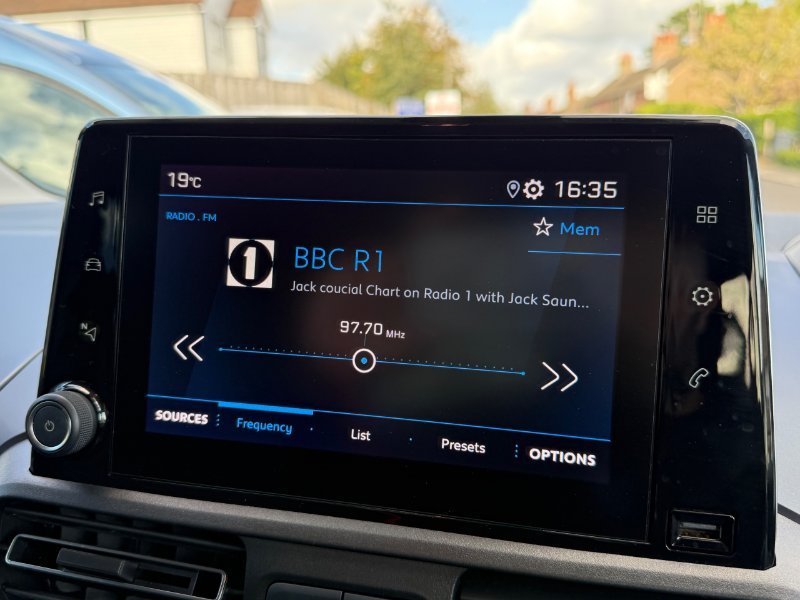 19°C
16:35
RADIO . FM
Mem
1
BBC R1
Jack coucial Chart on Radio 1 with Jack Saun...
97.70 MHz
N
SOURCES
Frequency
List
Presets
OPTIONS